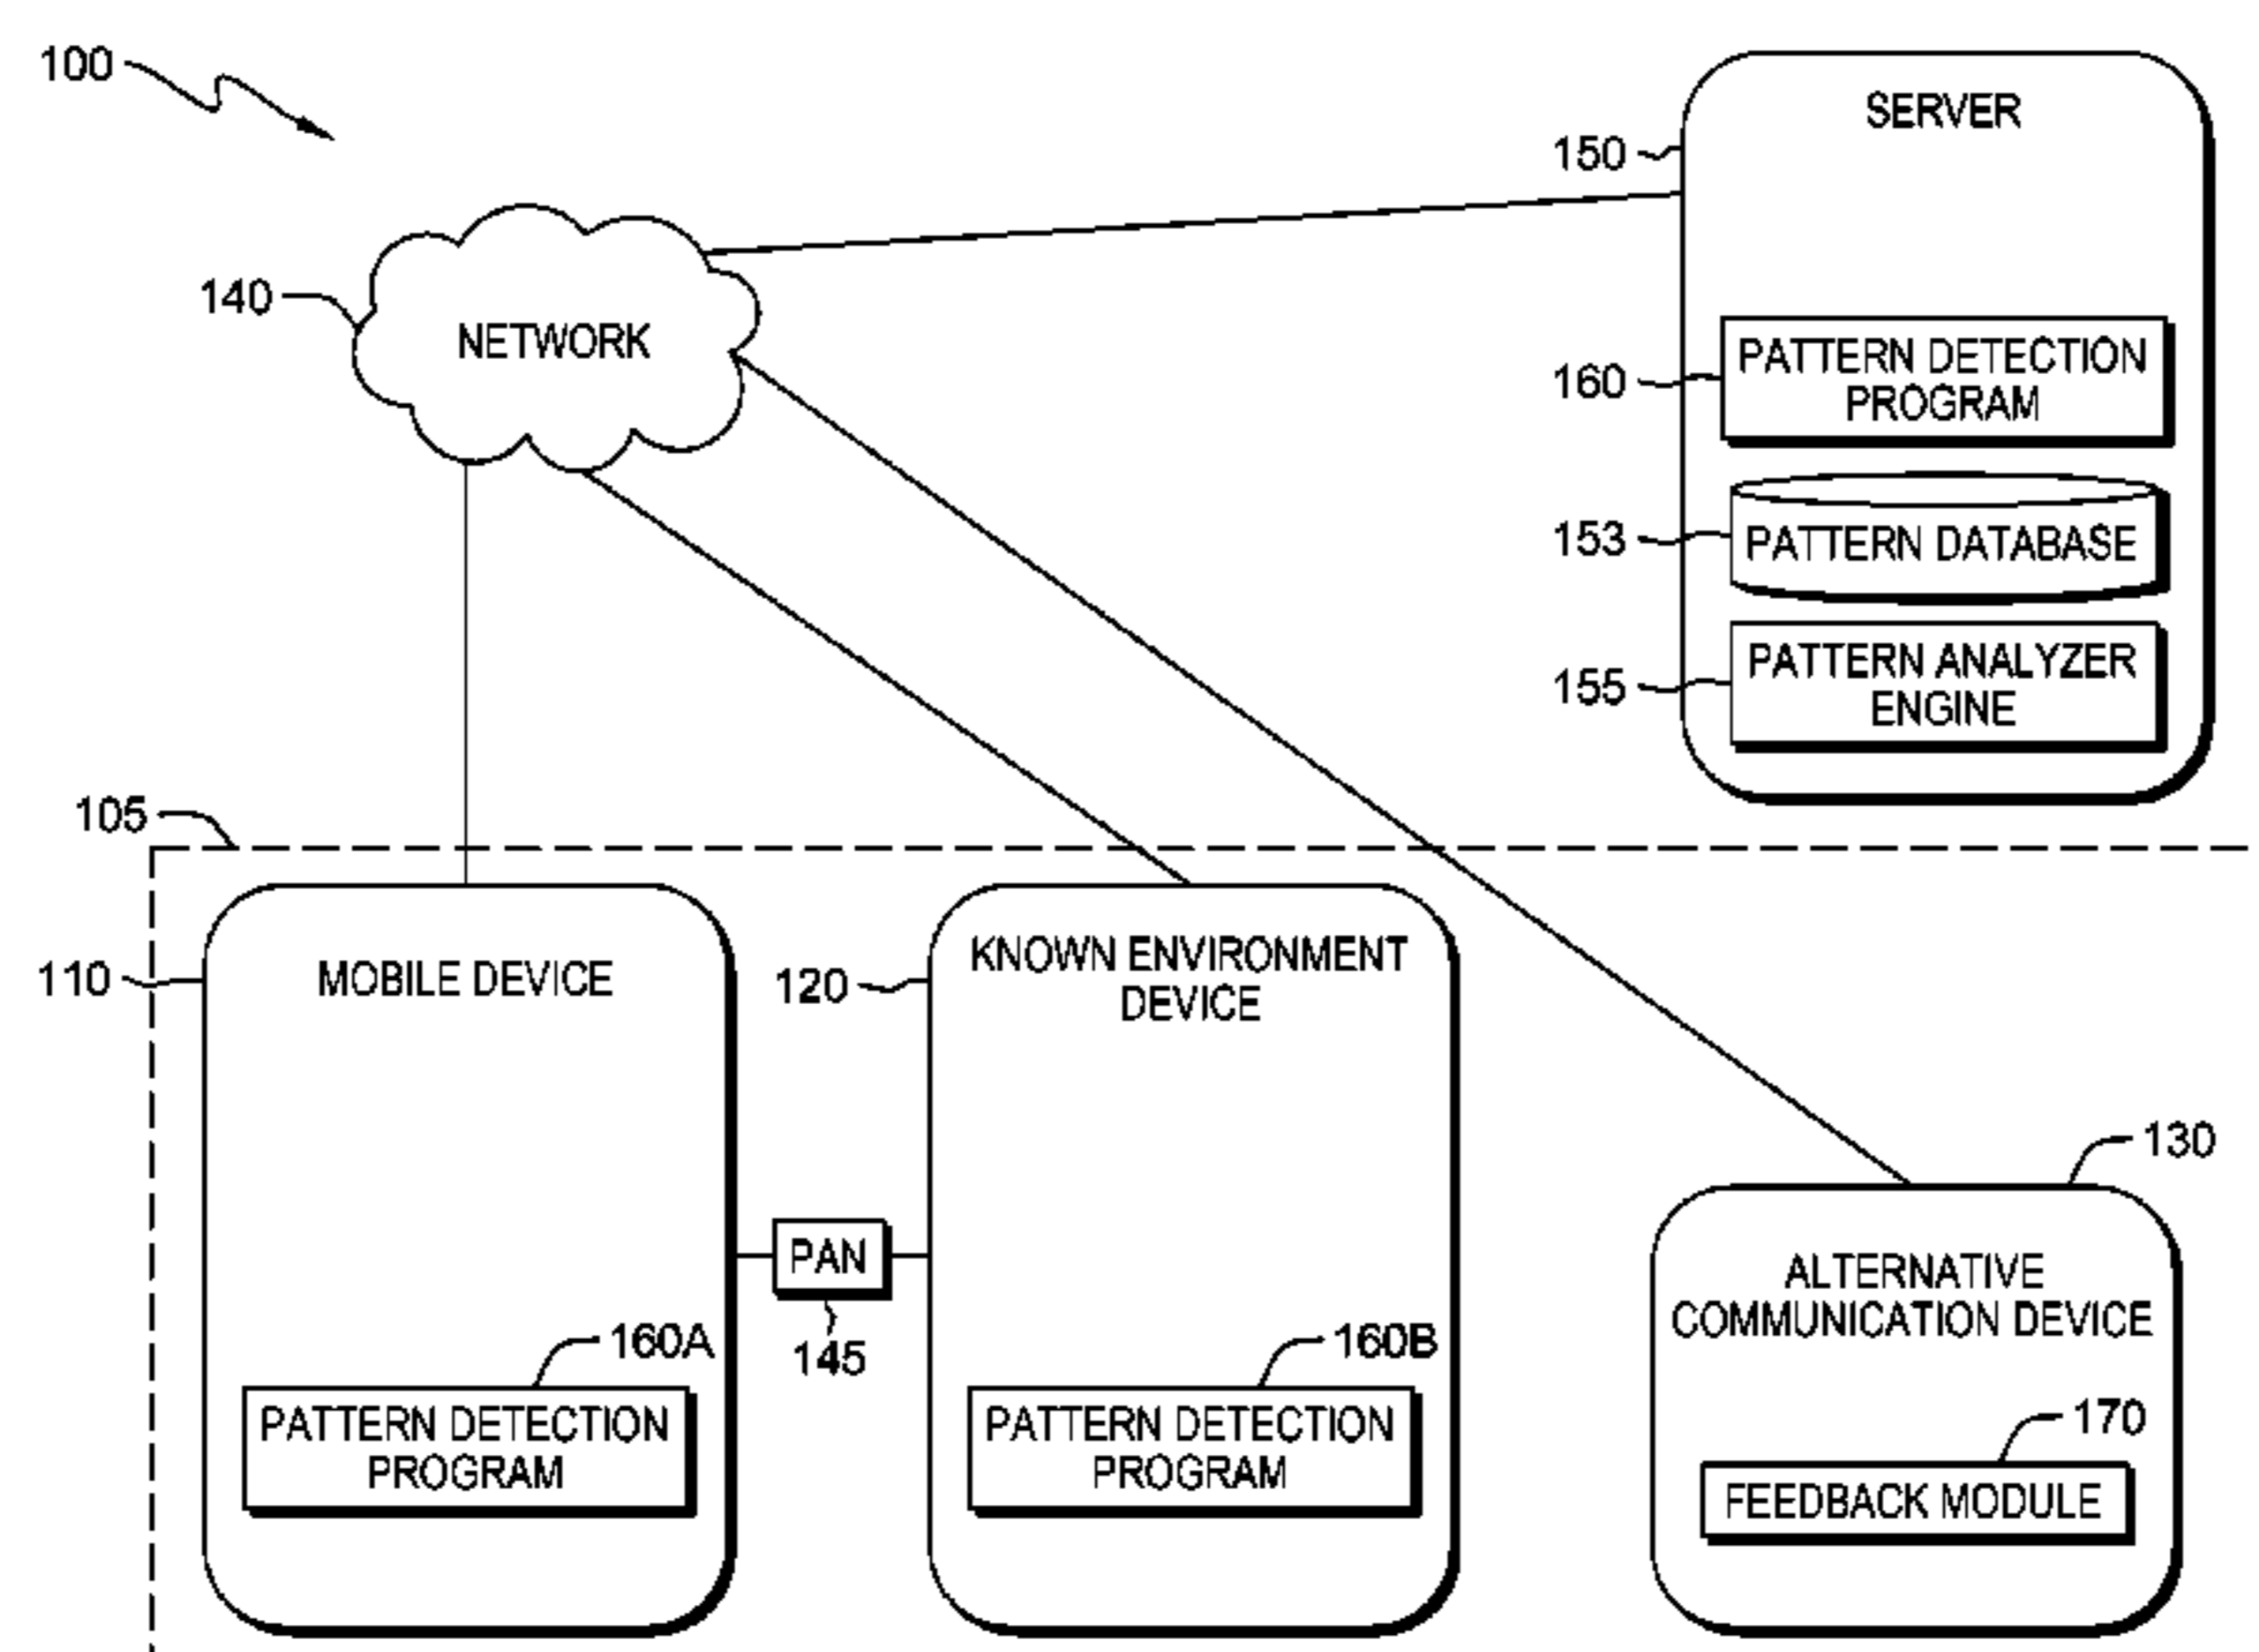 100
SERVER
150
140
NETWORK
PATTERN DETECTION
PROGRAM
160
153
PATTERN DATABASE
PATTERN ANALYZER
ENGINE
155
105
110
MOBILE DEVICE
120
KNOWN ENVIRONMENT
DEVICE
130
PAN
145
ALTERNATIVE
COMMUNICATION DEVICE
160A
PATTERN DETECTION
PROGRAM
160B
PATTERN DETECTION
PROGRAM
170
FEEDBACK MODULE